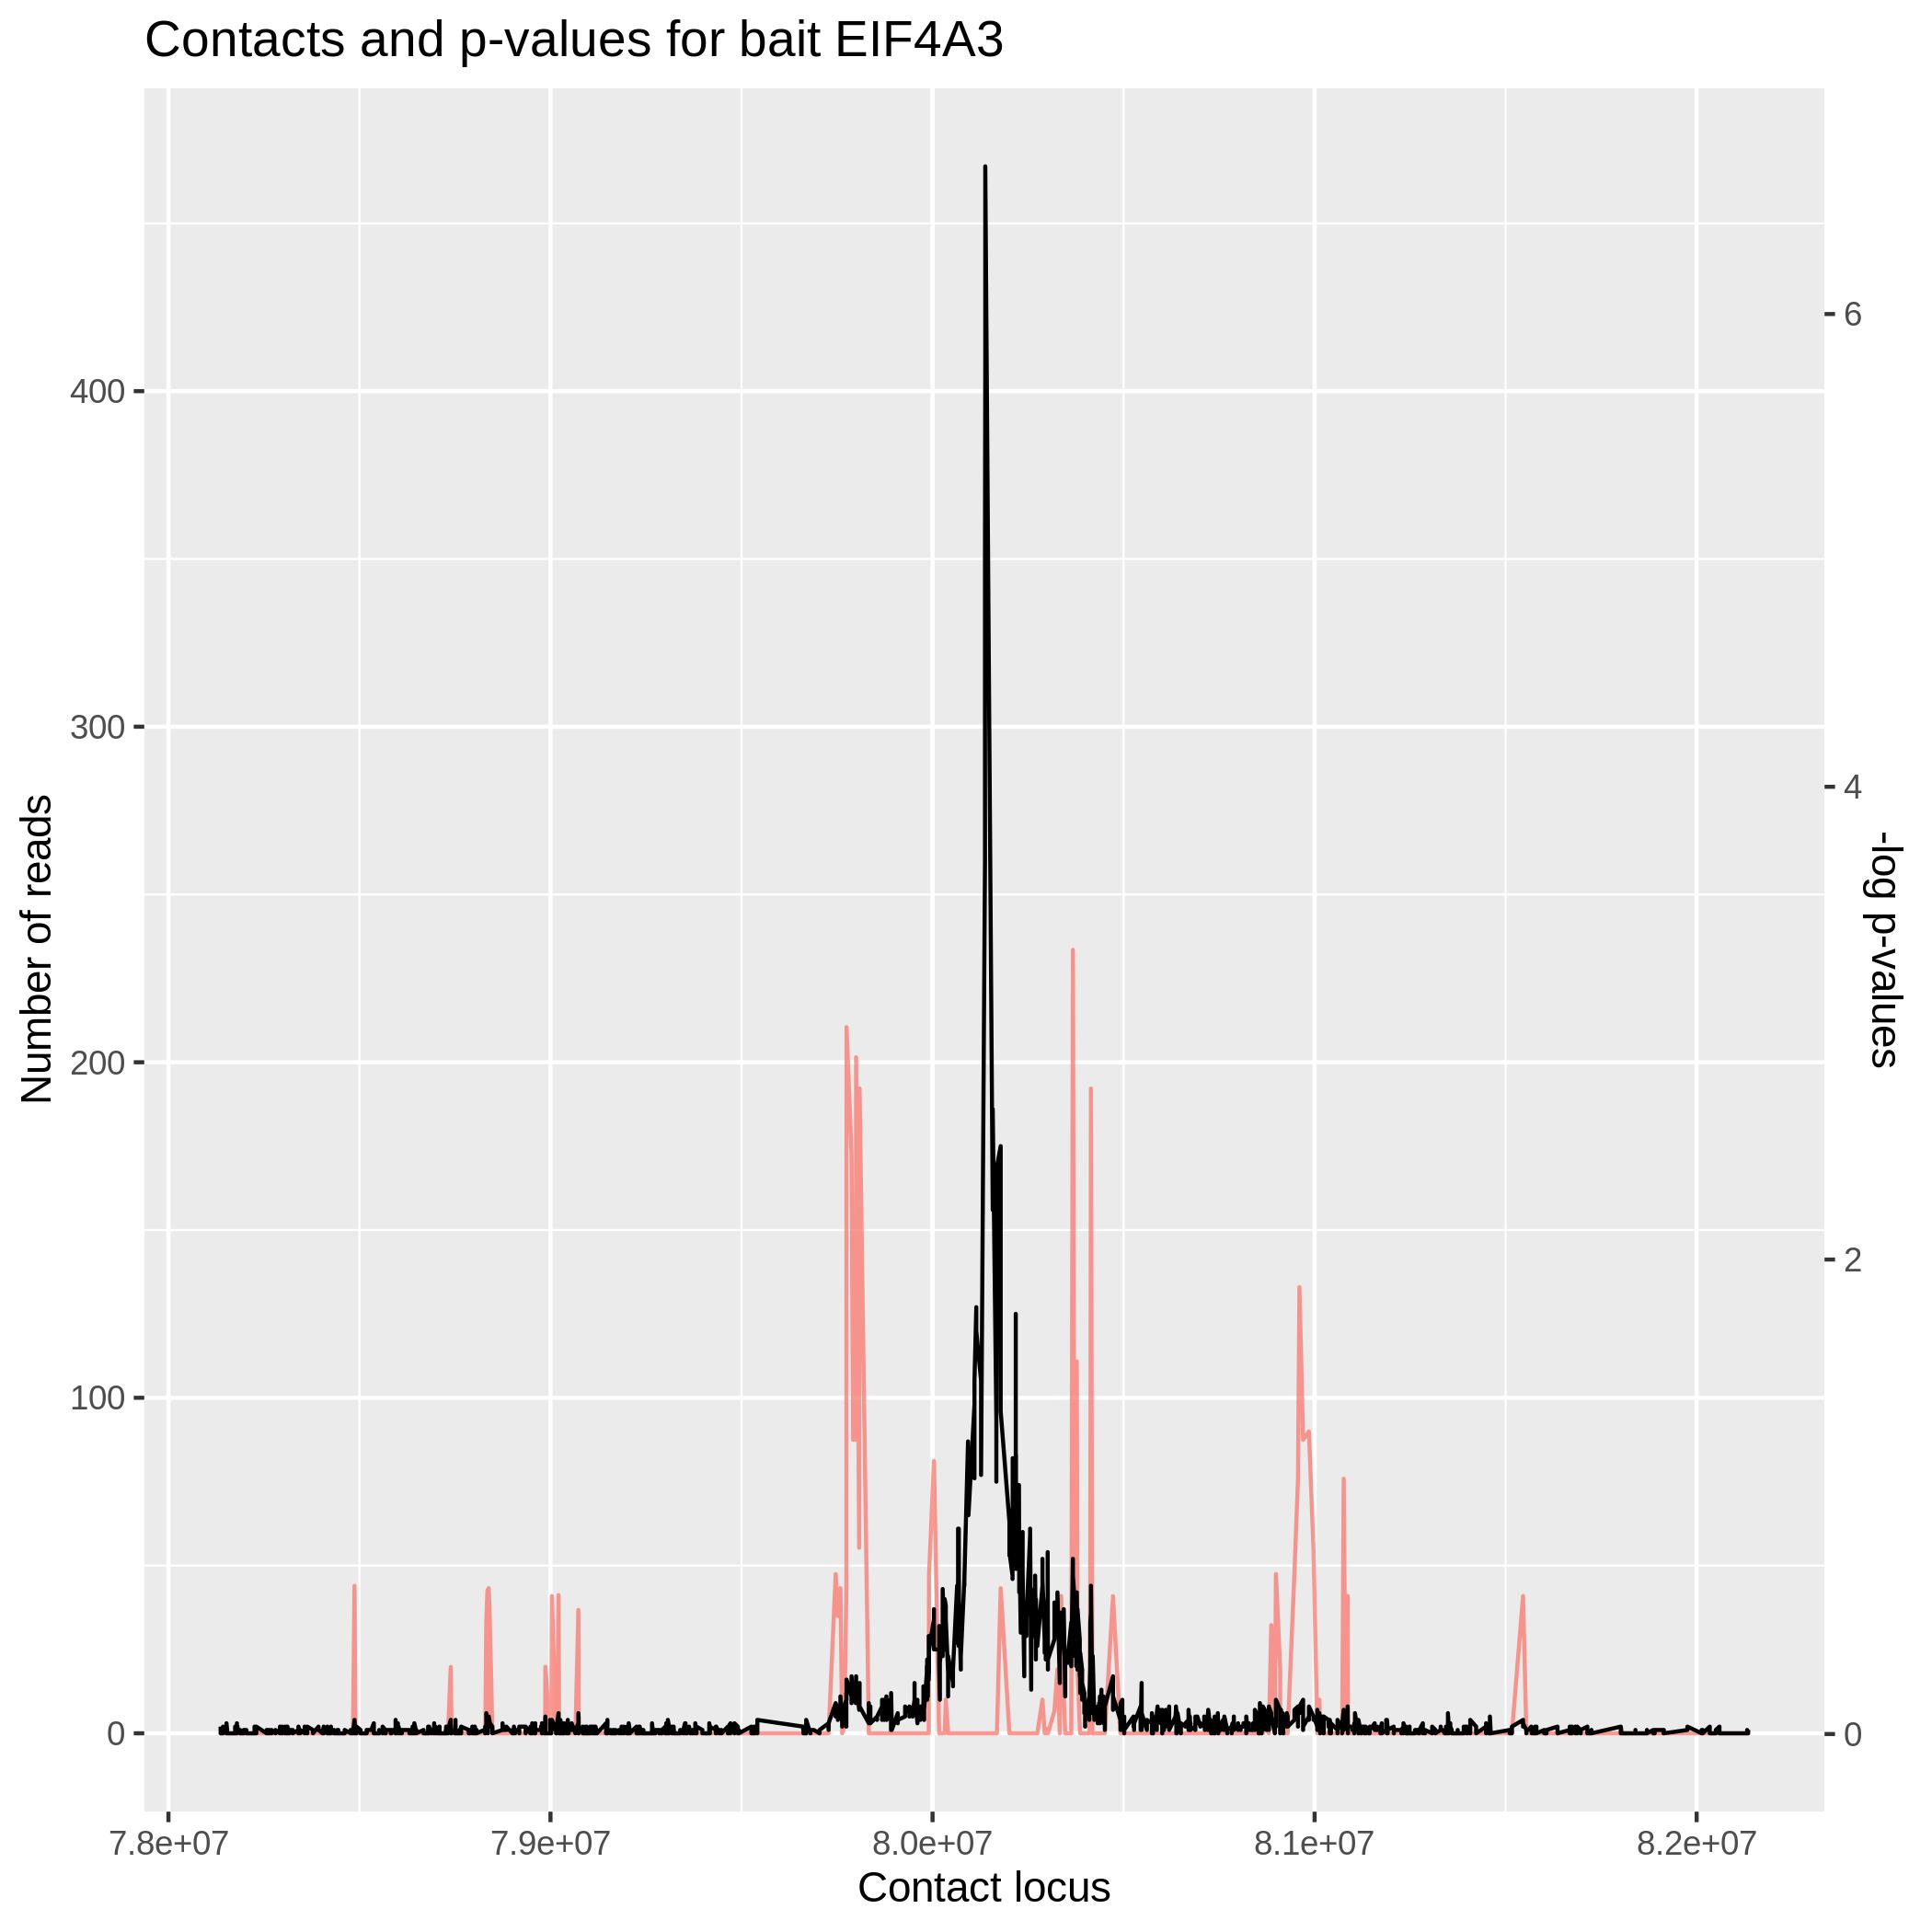 Contacts and p-values for bait EIF4A3
Number of reads
400
300
200
100
0
6
4
2
0
-log p-values
7.8e+07
7.9e+07
8.0e+07
8.1e+07
8.2e+07
Contact locus